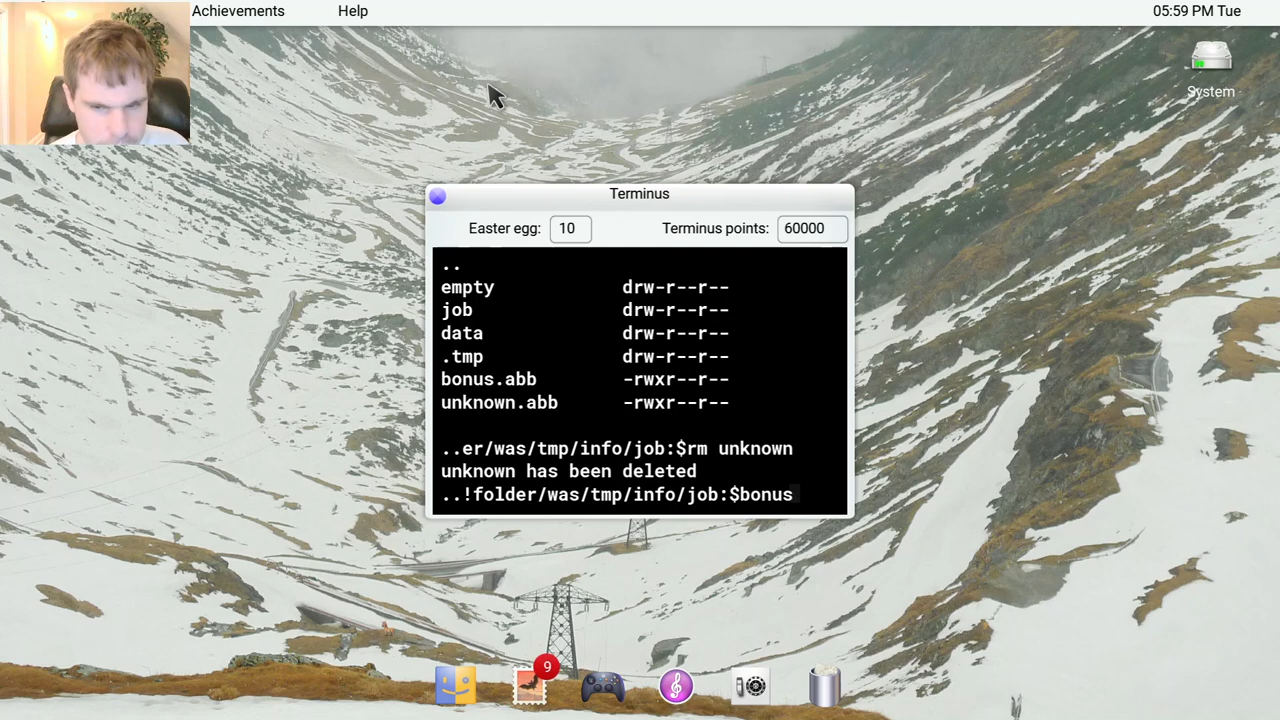 Achievements Help 05:59 PM Tue
System
Terminus
Easter egg: 10 Terminus points: 60000
..
empty drw-r--r--
job drw-r--r--
data drw-r--r--
.tmp drw-r--r--
bonus.abb -rwxr--r--
unknown.abb -rwxr--r--
..er/was/tmp/info/job:$rm unknown
unknown has been deleted
..!folder/was/tmp/info/job:$bonus
9